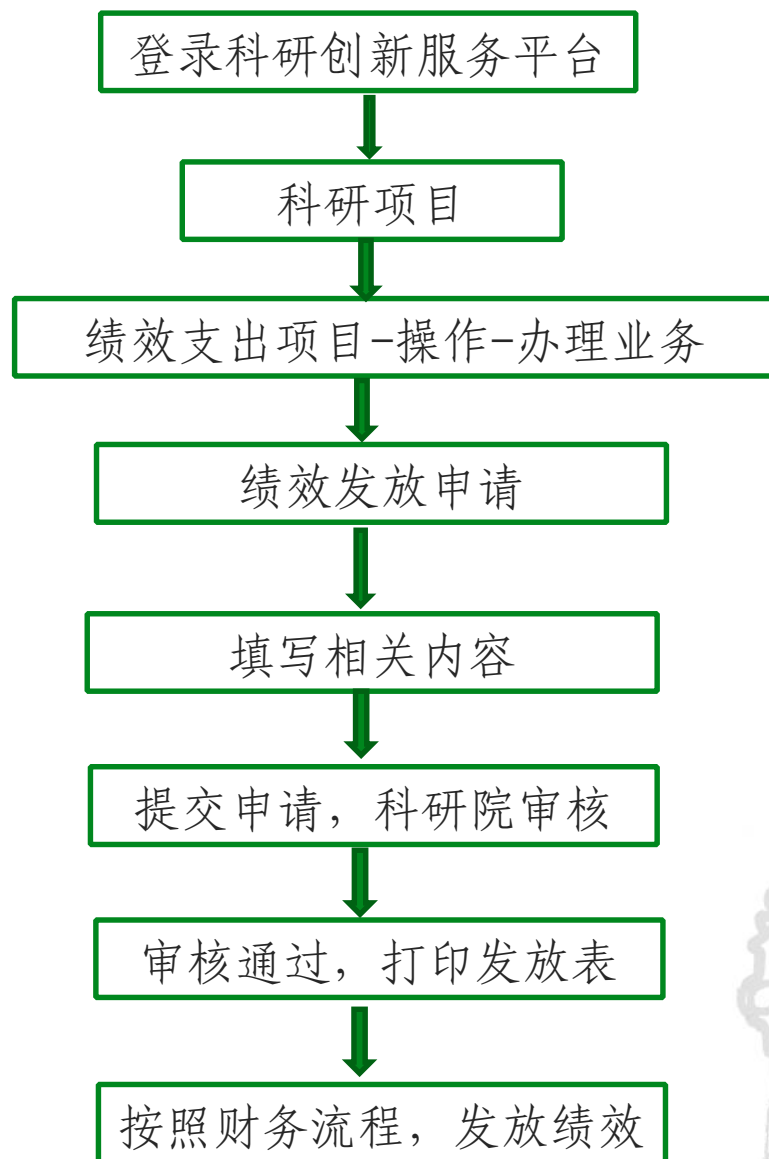 登录科研创新服务平台
科研项目
绩效支出项目-操作-办理业务
绩效发放申请
填写相关内容
提交申请，科研院审核
审核通过，打印发放表
按照财务流程，发放绩效